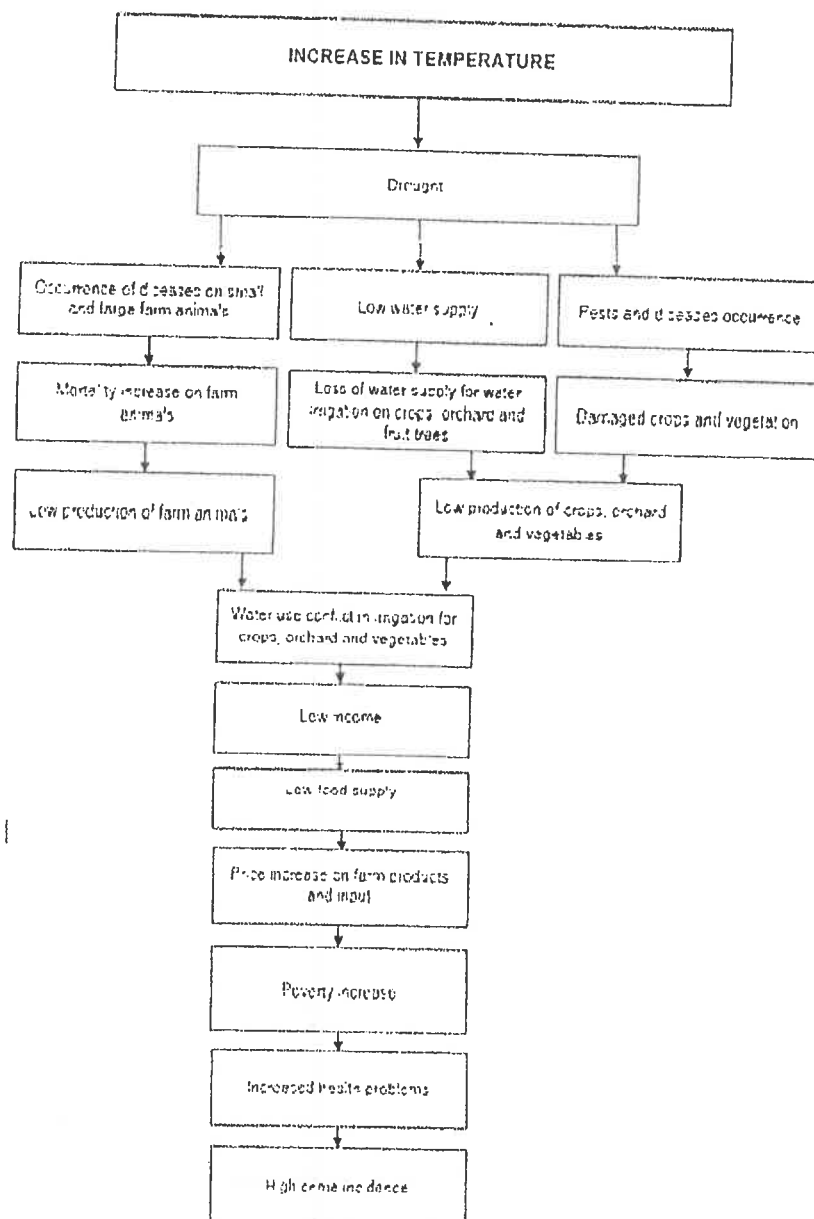 INCREASE IN TEMPERATURE
Drought
Occurrence of diseases on small
and large farm animals
Low water supply
Pests and diseases occurrence
Mortality increase on farm
animals
Loss of water supply for water
irrigation on crops, orchard and
fruit trees
Damaged crops and vegetation
Low production of farm animals
Low production of crops, orchard
and vegetables
Water use conflict in irrigation for
crops, orchard and vegetables
Low income
Low food supply
Price increase on farm products
and input
Poverty increase
Increased health problems
High crime incidence